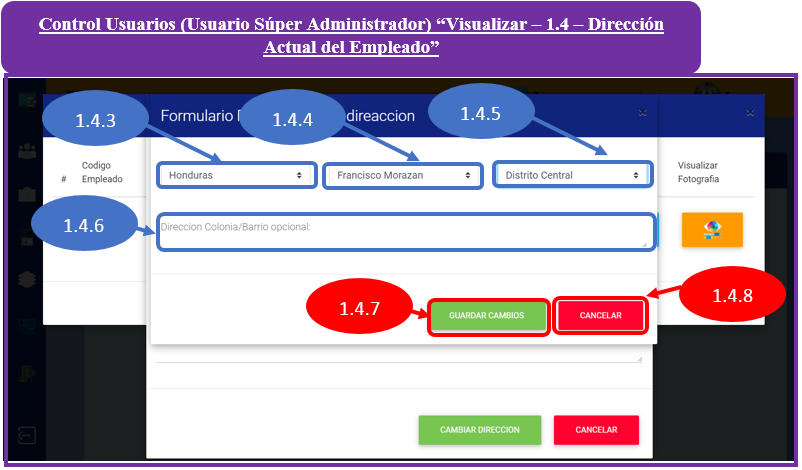 Control Usuarios (Usuario Súper Administrador) “Visualizar – 1.4 – Dirección
Actual del Empleado”
Formulario
direaccion
×
×
1.4.3
1.4.4
1.4.5
Codigo
Empleado
#
Visualizar
Fotografia
Honduras
Francisco Morazan
Distrito Central
1.4.6
Direccion Colonia/Barrio opcional:
1.4.7
1.4.8
GUARDAR CAMBIOS
CANCELAR
CAMBIAR DIRECCION
CANCELAR